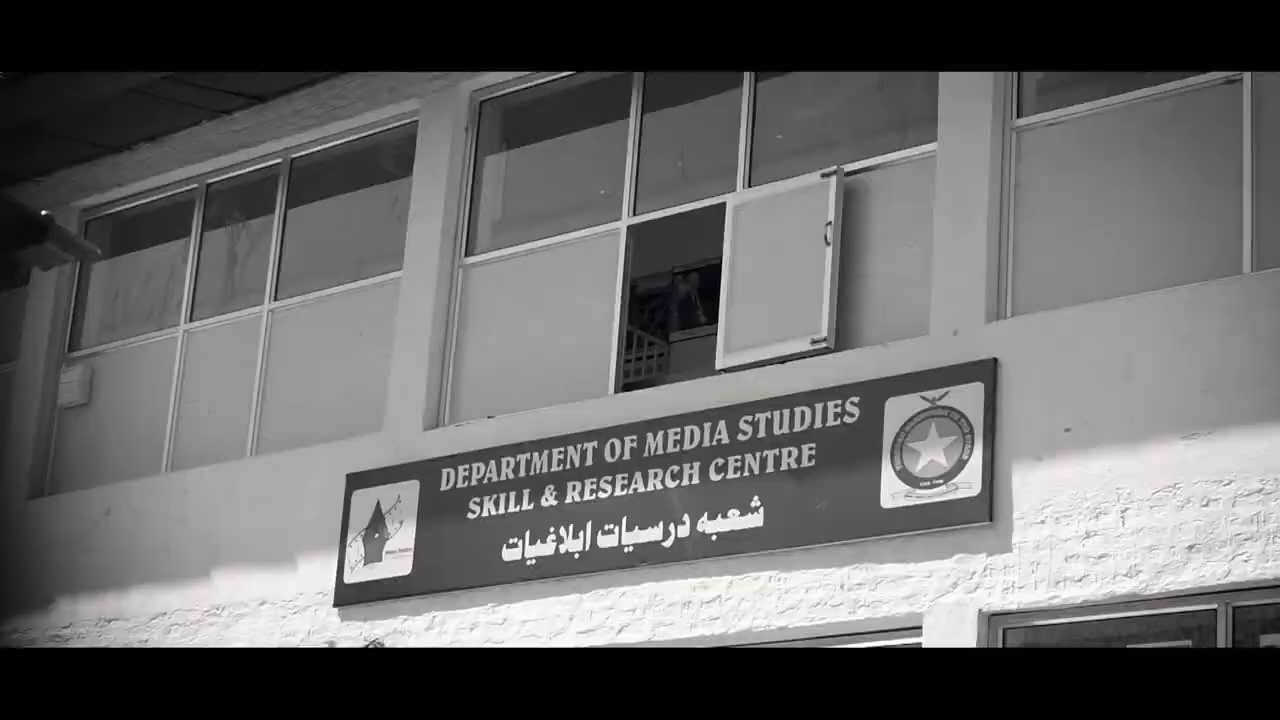 DEPARTMENT OF MEDIA STUDIES
SKILL & RESEARCH CENTRE
شعبہ درسیات ابلاغیات